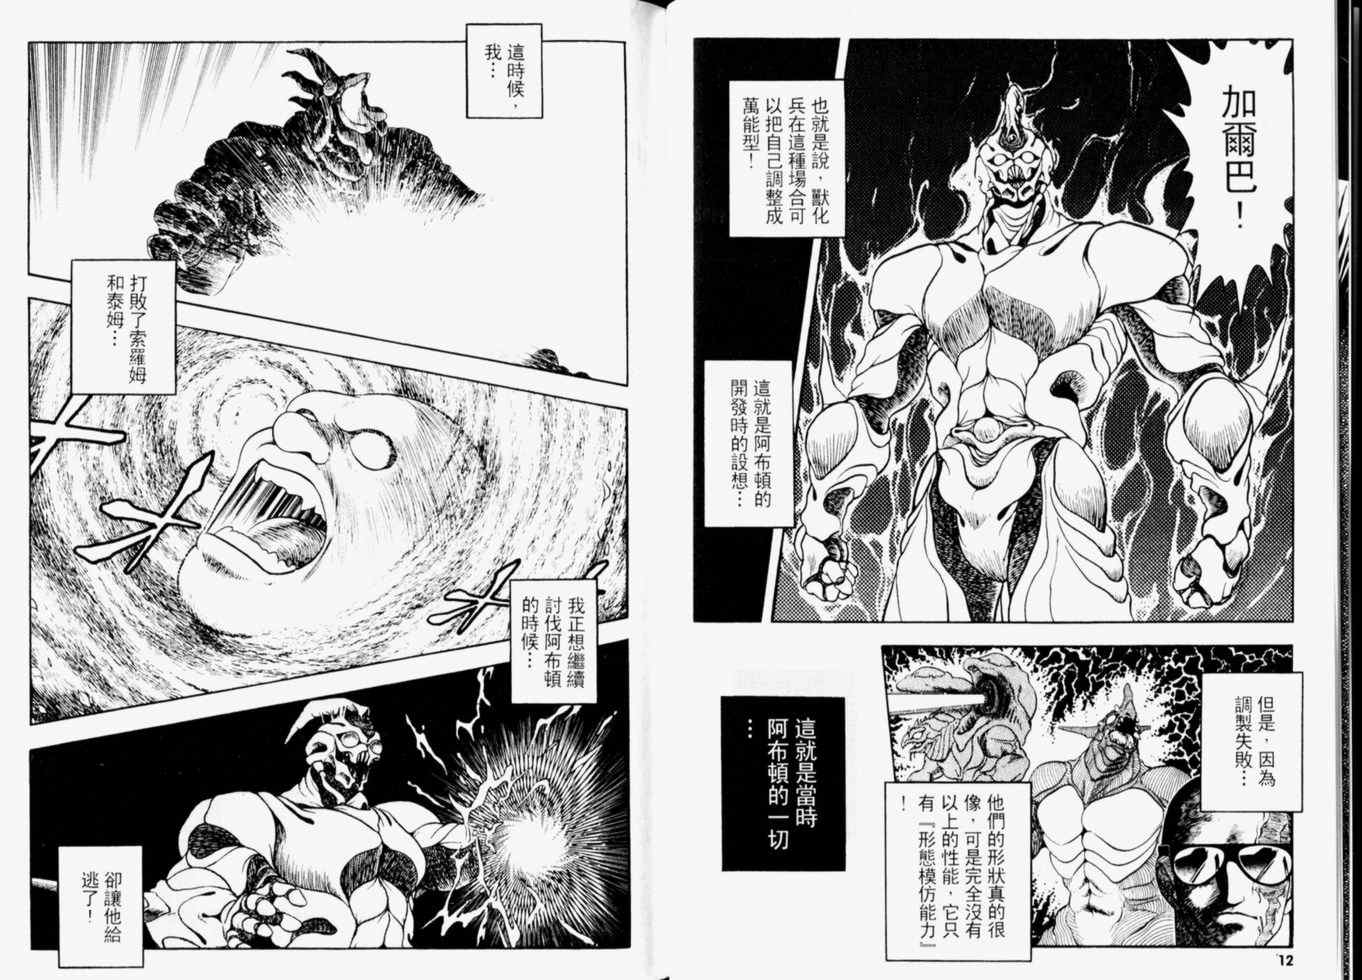 加爾巴！
也就是說，獸化
兵在這種場合可
以把自己調整成
萬能型！
這就是阿布頓的
開發時的設想…
但是，因為
調製失敗…
他們的形狀真的很
像，可是完全沒有
以上的性能，它只
有『形態模仿能力』
！
這就是當時
阿布頓的一切
…
12
這時候，
我…
打敗了索羅姆
和泰姆…
我正想繼續
討伐阿布頓
的時候…
卻讓他給
逃了！